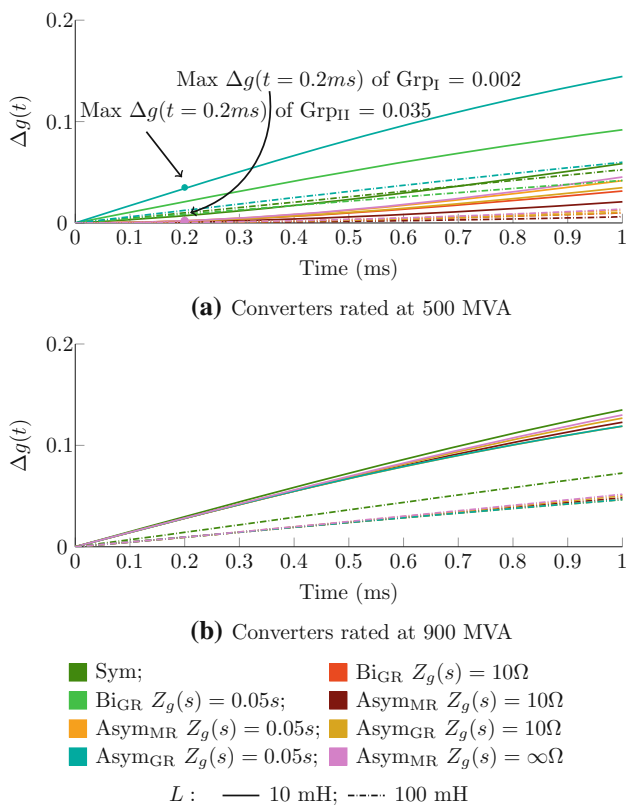 0.2
Max Δg(t = 0.2ms) of Grp_I = 0.002
Max Δg(t = 0.2ms) of Grp_II = 0.035
0.1
Δg(t)
0
0 0.1 0.2 0.3 0.4 0.5 0.6 0.7 0.8 0.9 1
Time (ms)
(a) Converters rated at 500 MVA
0.2
0.1
Δg(t)
0
0 0.1 0.2 0.3 0.4 0.5 0.6 0.7 0.8 0.9 1
Time (ms)
(b) Converters rated at 900 MVA
Sym; Bi_GR Z_g(s) = 10Ω
Bi_GR Z_g(s) = 0.05s; Asym_MR Z_g(s) = 10Ω
Asym_MR Z_g(s) = 0.05s; Asym_GR Z_g(s) = 10Ω
Asym_GR Z_g(s) = 0.05s; Asym_MR Z_g(s) = ∞Ω
L : 10 mH; 100 mH